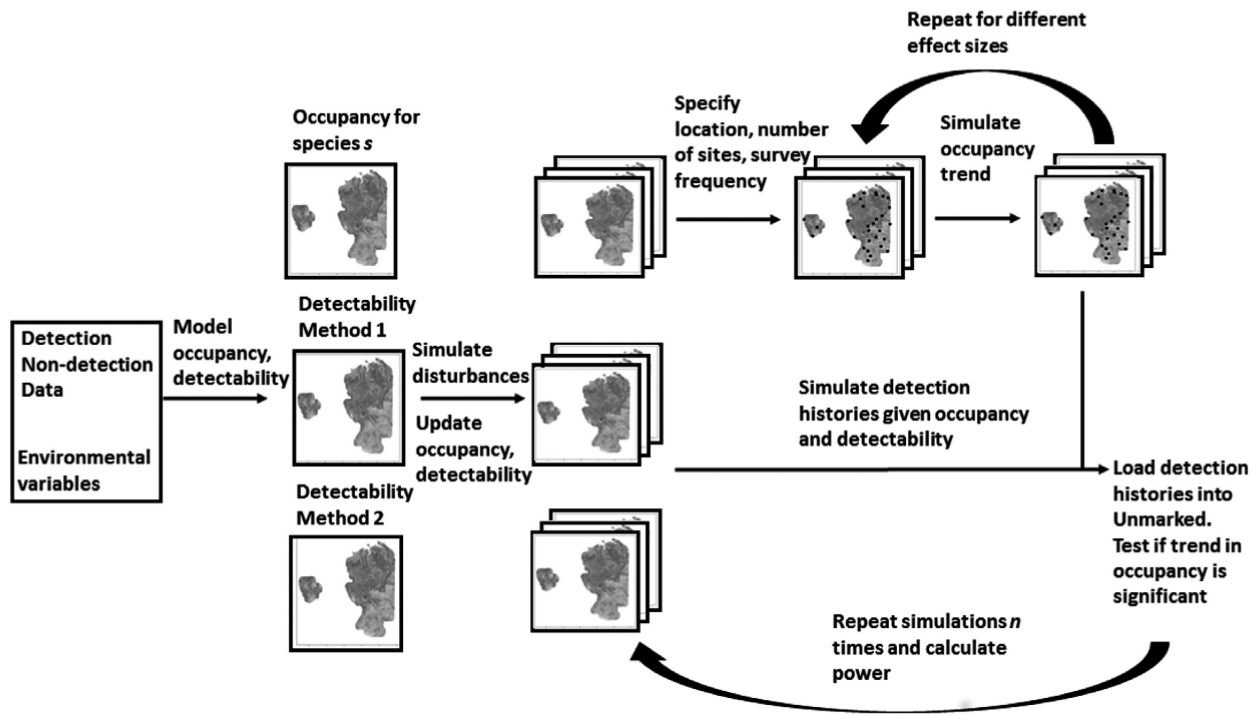 Repeat for different
effect sizes
Occupancy for
species s
Specify
location, number
of sites, survey
frequency
Simulate
occupancy
trend
Detection
Non-detection
Data
Environmental
variables
Model
occupancy,
detectability
Detectability
Method 1
Simulate
disturbances
Update
occupancy,
detectability
Detectability
Method 2
Simulate detection
histories given occupancy
and detectability
Load detection
histories into
Unmarked.
Test if trend in
occupancy is
significant
Repeat simulations n
times and calculate
power